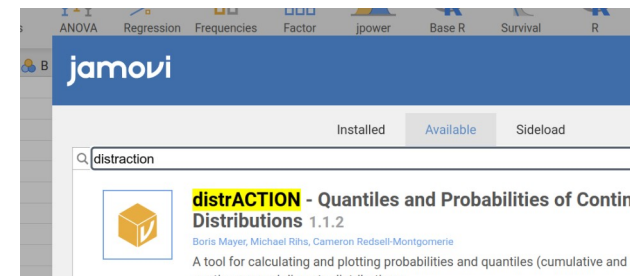 ANOVA Regression Frequencies Factor jpower Base R Survival R
B
jamovi
Installed Available Sideload
distraction
distrACTION - Quantiles and Probabilities of Contin
Distributions 1.1.2
Boris Mayer, Michael Rihs, Cameron Redsell-Montgomerie
A tool for calculating and plotting probabilities and quantiles (cumulative and